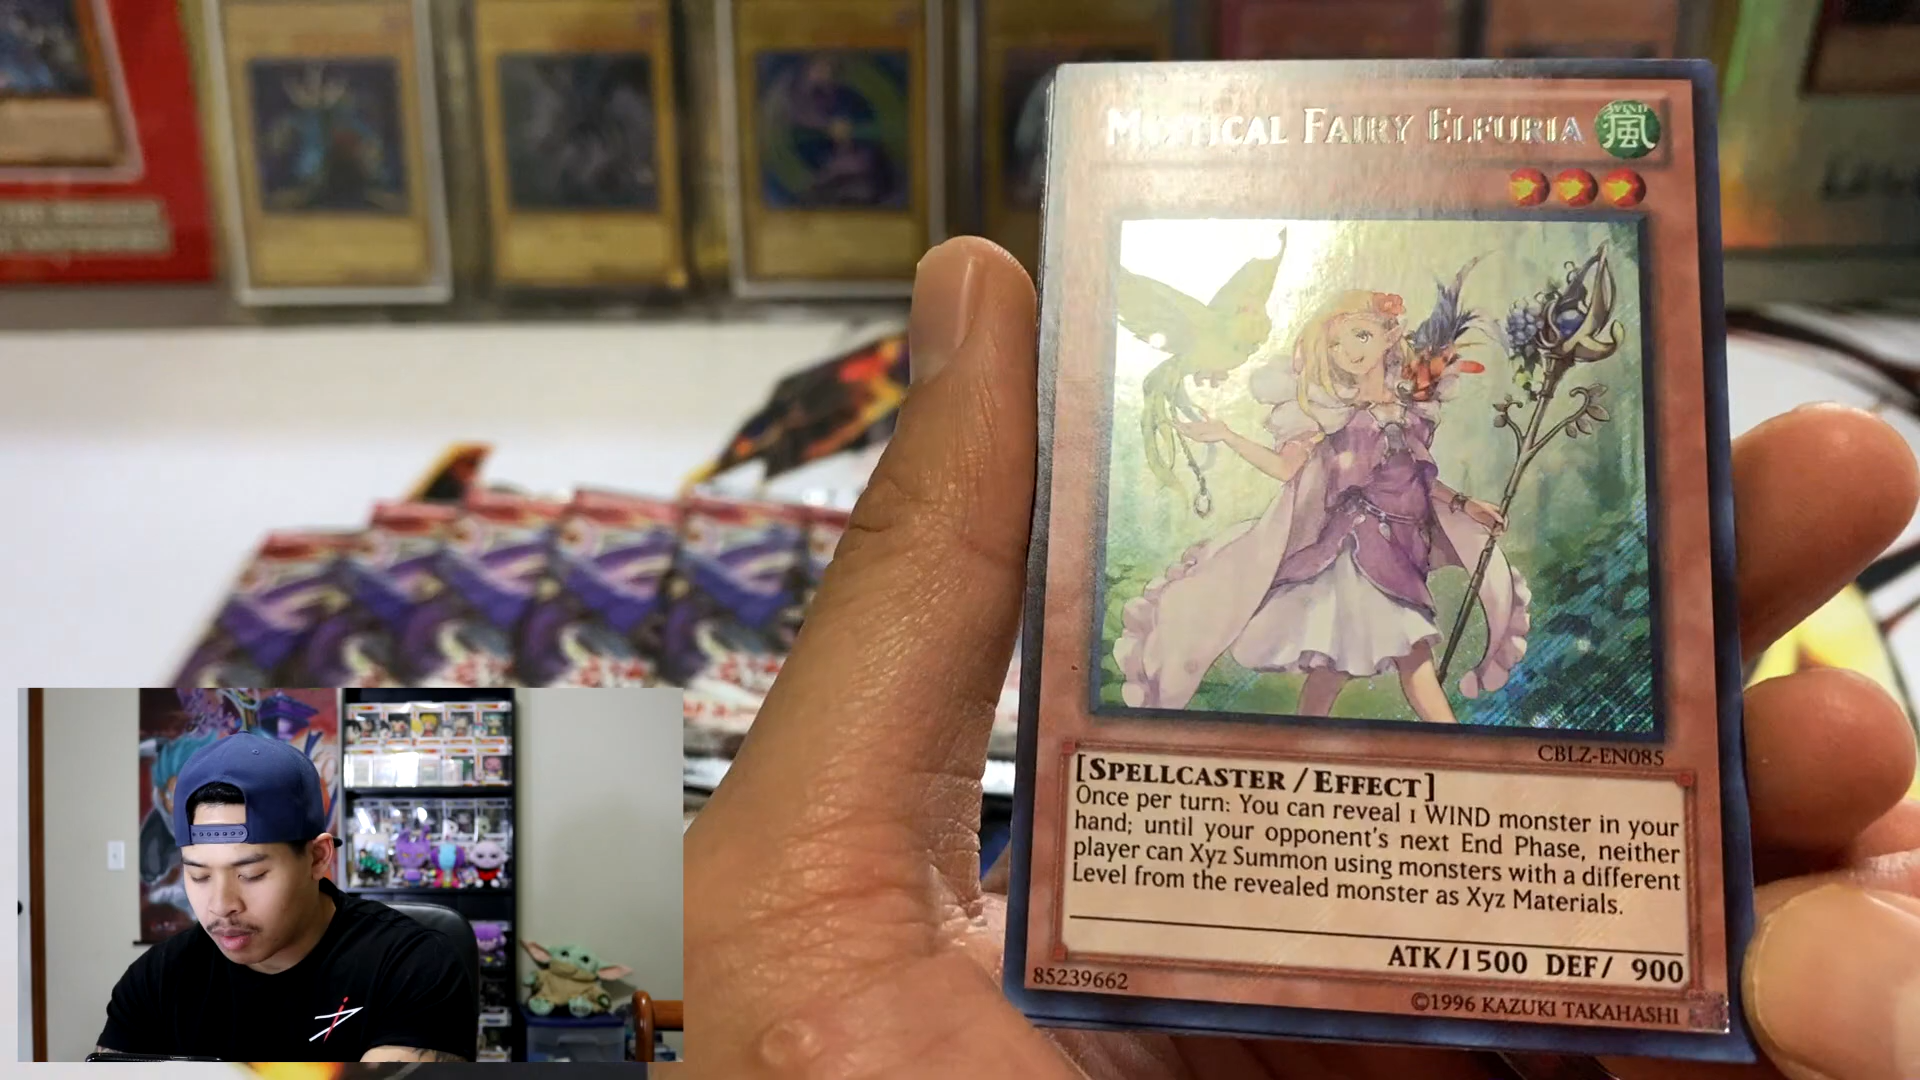 MYSTICAL FAIRY ELFURIA
WIND
風
CBLZ-EN085
[SPELLCASTER / EFFECT]
Once per turn: You can reveal 1 WIND monster in your
hand; until your opponent's next End Phase, neither
player can Xyz Summon using monsters with a different
Level from the revealed monster as Xyz Materials.
ATK/1500 DEF/ 900
85239662
©1996 KAZUKI TAKAHASHI